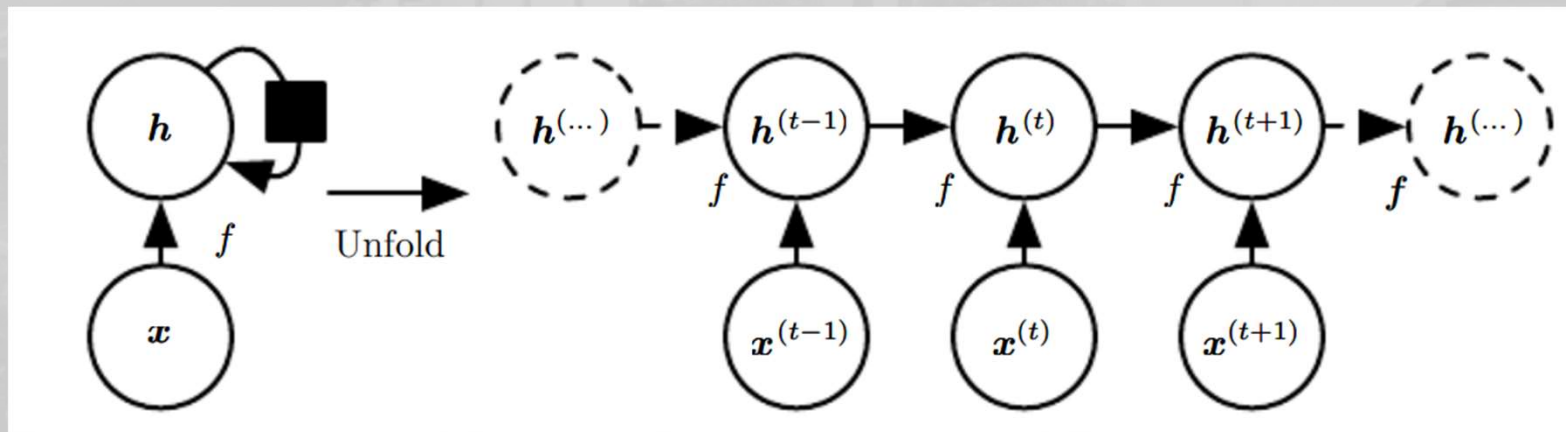 h
h(...)
h(t−1)
h(t)
h(t+1)
h(...)
f
f
f
f
f
Unfold
x
x(t−1)
x(t)
x(t+1)